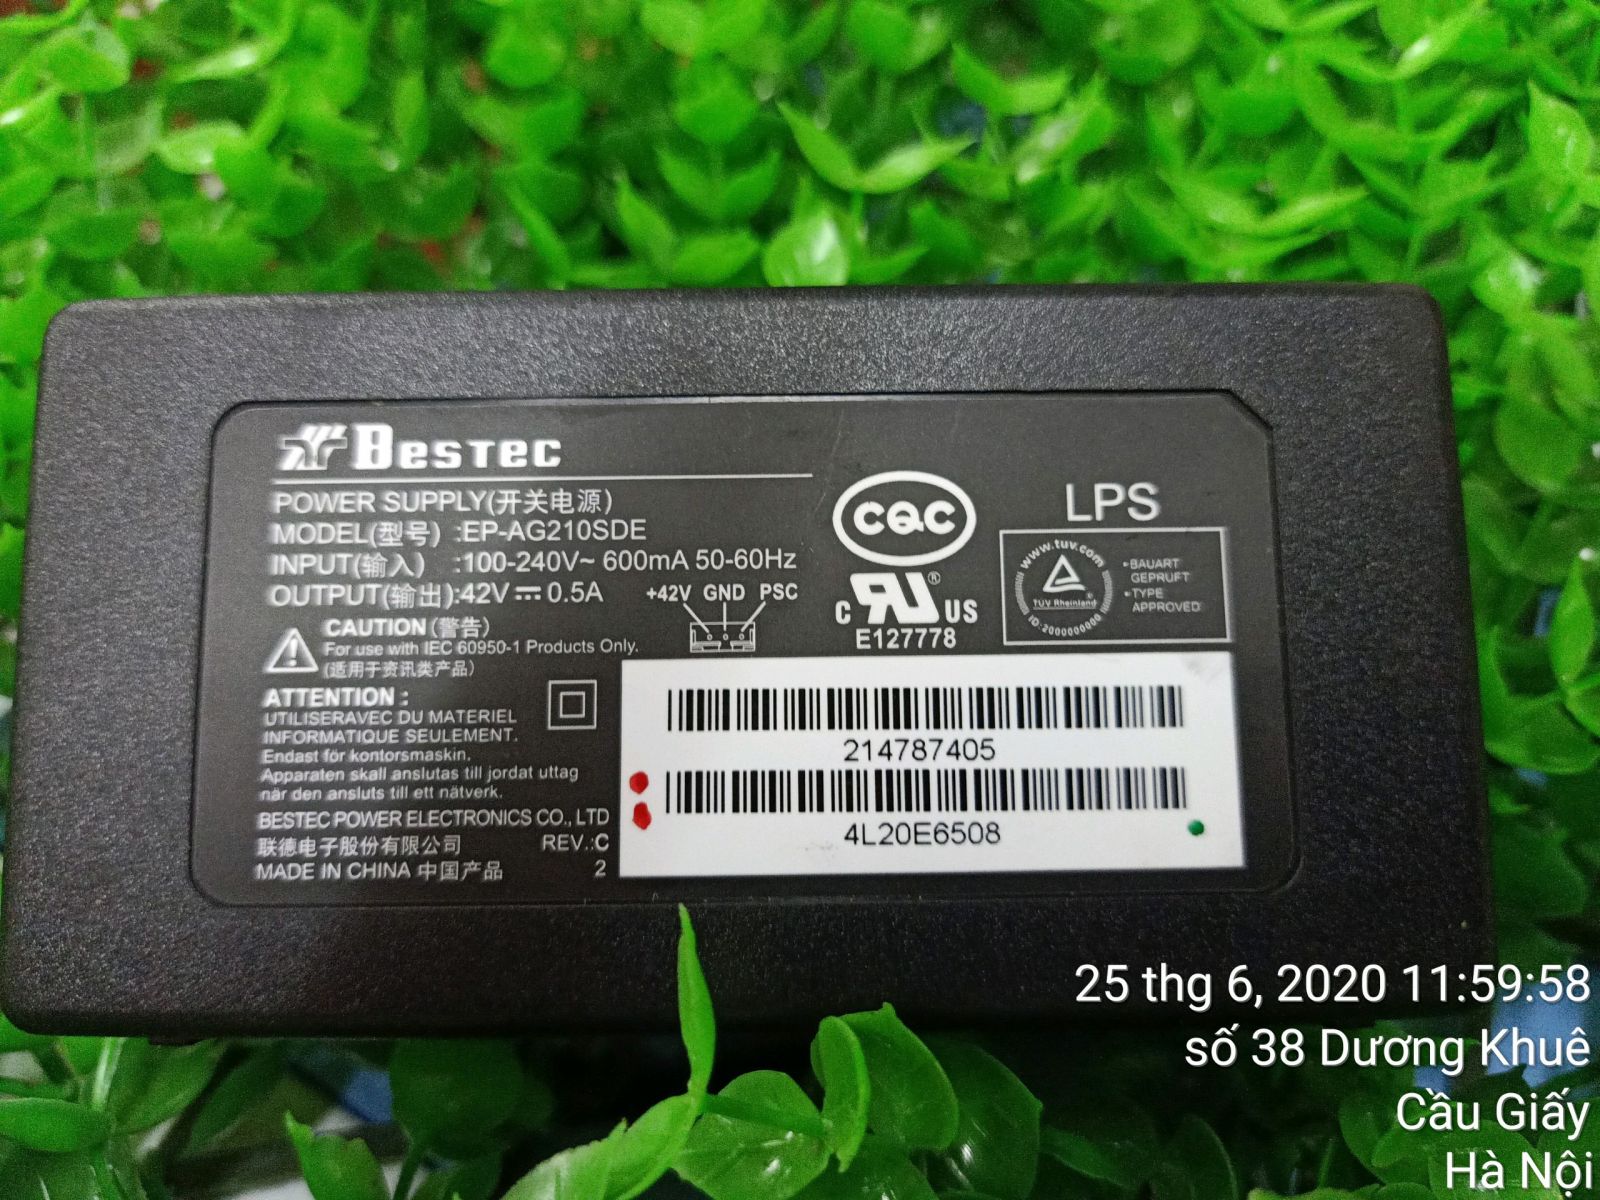 BESTEC
POWER SUPPLY(开关电源)
MODEL(型号) :EP-AG210SDE
INPUT(输入) :100-240V~ 600mA 50-60Hz
OUTPUT(输出):42V⎓0.5A
+42V GND PSC
CAUTION (警告)
For use with IEC 60950-1 Products Only.
(适用于资讯类产品)
ATTENTION :
UTILISERAVEC DU MATERIEL
INFORMATIQUE SEULEMENT.
Endast för kontorsmaskin.
Apparaten skall anslutas till jordat uttag
när den ansluts till ett nätverk.
BESTEC POWER ELECTRONICS CO., LTD
联德电子股份有限公司 REV.:C
MADE IN CHINA 中国产品 2
CQC
c RU ® US
E127778
LPS
www.tuv.com
TÜVRheinland ®
ID:2000000000
BAUART
GEPRUFT
TYPE
APPROVED
214787405
4L20E6508
25 thg 6, 2020 11:59:58
số 38 Dương Khuê
Cầu Giấy
Hà Nội